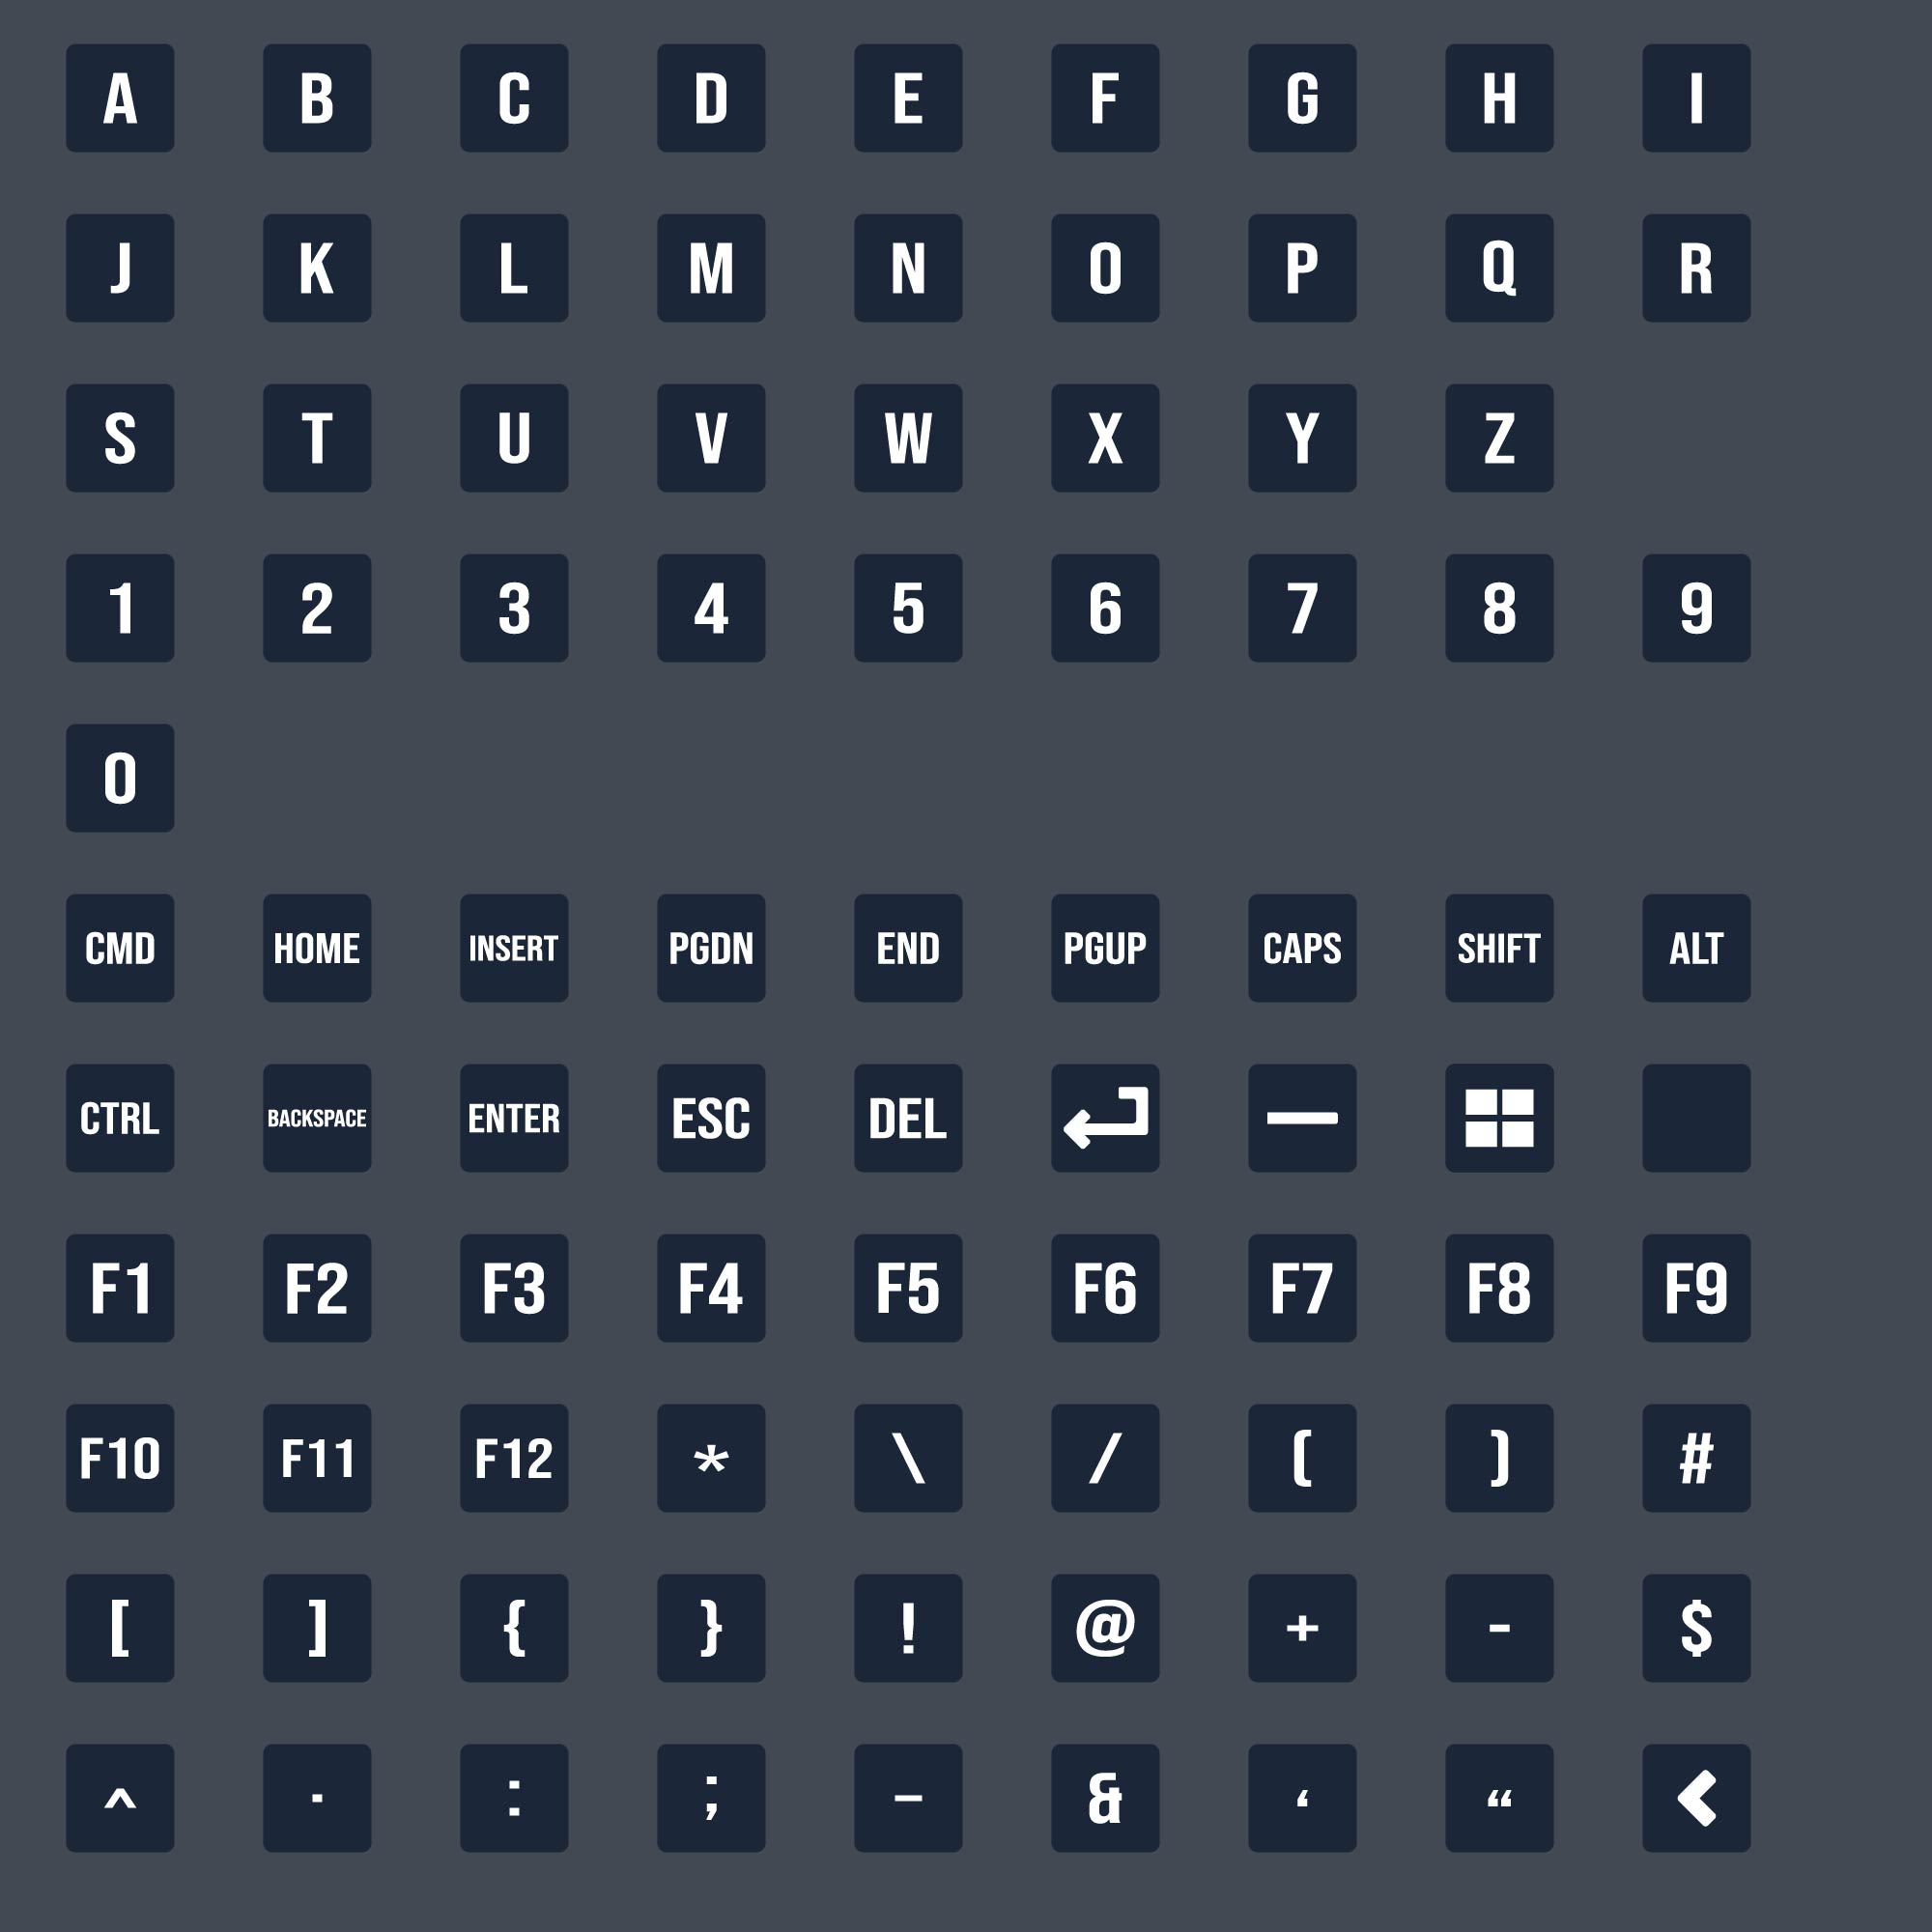 A B C D E F G H I
J K L M N O P Q R
S T U V W X Y Z
1 2 3 4 5 6 7 8 9
0
CMD HOME INSERT PGDN END PGUP CAPS SHIFT ALT
CTRL BACKSPACE ENTER ESC DEL
F1 F2 F3 F4 F5 F6 F7 F8 F9
F10 F11 F12 * \ / ( ) #
[ ] { } ! @ + - $
^ · : ; – & ‘ “ <